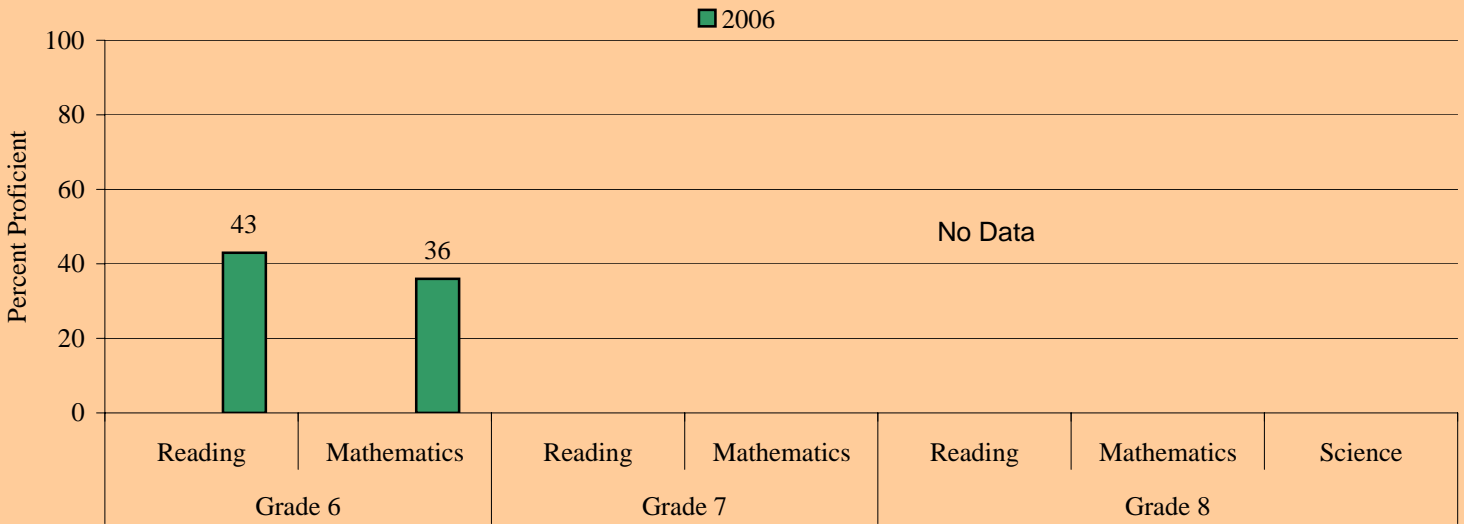 2006
Percent Proficient
100
80
60
40
20
0
43
36
No Data
Reading Mathematics Reading Mathematics Reading Mathematics Science
Grade 6 Grade 7 Grade 8